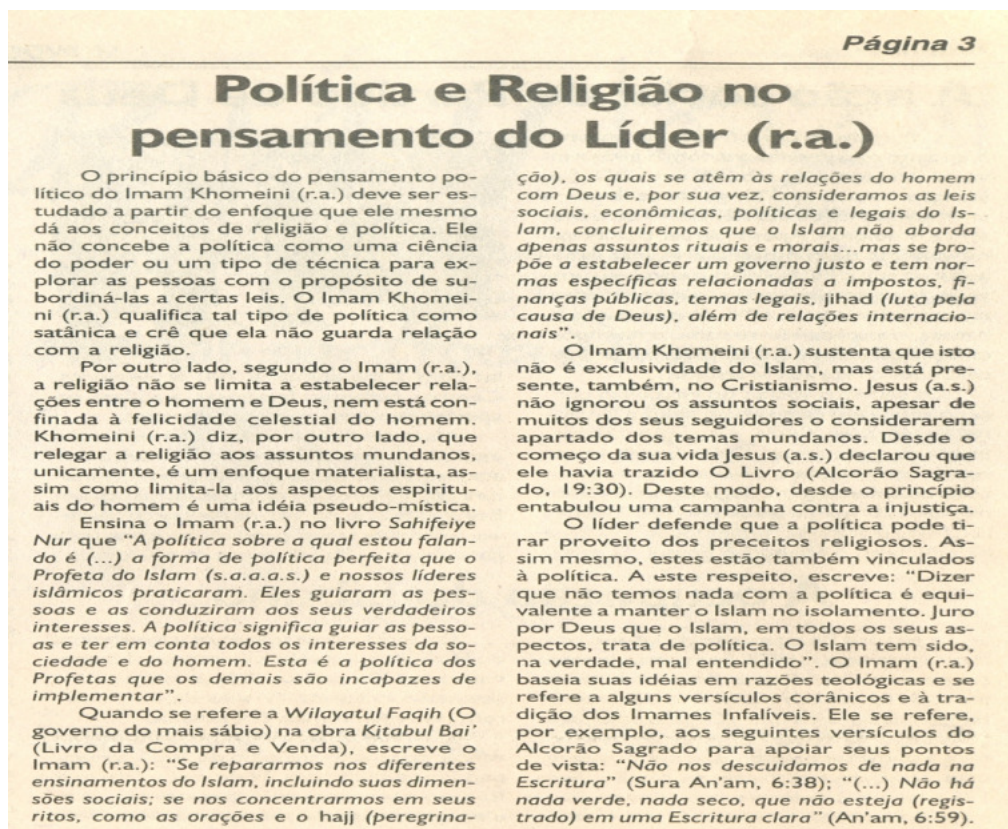 Página 3
Política e Religião no
pensamento do Líder (r.a.)
O princípio básico do pensamento po-
lítico do Imam Khomeini (r.a.) deve ser es-
tudado a partir do enfoque que ele mesmo
dá aos conceitos de religião e política. Ele
não concebe a política como uma ciência
do poder ou um tipo de técnica para ex-
plorar as pessoas com o propósito de su-
bordiná-las a certas leis. O Imam Khomei-
ni (r.a.) qualifica tal tipo de política como
satânica e crê que ela não guarda relação
com a religião.
Por outro lado, segundo o Imam (r.a.),
a religião não se limita a estabelecer rela-
ções entre o homem e Deus, nem está con-
finada à felicidade celestial do homem.
Khomeini (r.a.) diz, por outro lado, que
relegar a religião aos assuntos mundanos,
unicamente, é um enfoque materialista, as-
sim como limita-la aos aspectos espiritu-
ais do homem é uma idéia pseudo-mística.
Ensina o Imam (r.a.) no livro Sahifeiye
Nur que "A política sobre a qual estou falan-
do é (...) a forma de política perfeita que o
Profeta do Islam (s.a.a.a.s.) e nossos líderes
islâmicos praticaram. Eles guiaram as pes-
soas e as conduziram aos seus verdadeiros
interesses. A política significa guiar as pesso-
as e ter em conta todos os interesses da so-
ciedade e do homem. Esta é a política dos
Profetas que os demais são incapazes de
implementar".
Quando se refere a Wilayatul Faqih (O
governo do mais sábio) na obra Kitabul Bai'
(Livro da Compra e Venda), escreve o
Imam (r.a.): "Se repararmos nos diferentes
ensinamentos do Islam, incluindo suas dimen-
sões sociais; se nos concentrarmos em seus
ritos, como as orações e o hajj (peregrina-
ção), os quais se atêm às relações do homem
com Deus e, por sua vez, consideramos as leis
sociais, econômicas, políticas e legais do Is-
lam, concluiremos que o Islam não aborda
apenas assuntos rituais e morais...mas se pro-
põe a estabelecer um governo justo e tem nor-
mas específicas relacionadas a impostos, fi-
nanças públicas, temas legais, jihad (luta pela
causa de Deus), além de relações internacio-
nais".
O Imam Khomeini (r.a.) sustenta que isto
não é exclusividade do Islam, mas está pre-
sente, também, no Cristianismo. Jesus (a.s.)
não ignorou os assuntos sociais, apesar de
muitos dos seus seguidores o considerarem
apartado dos temas mundanos. Desde o
começo da sua vida Jesus (a.s.) declarou que
ele havia trazido O Livro (Alcorão Sagra-
do, 19:30). Deste modo, desde o princípio
entabulou uma campanha contra a injustiça.
O líder defende que a política pode ti-
rar proveito dos preceitos religiosos. As-
sim mesmo, estes estão também vinculados
à política. A este respeito, escreve: "Dizer
que não temos nada com a política é equi-
valente a manter o Islam no isolamento. Juro
por Deus que o Islam, em todos os seus as-
pectos, trata de política. O Islam tem sido,
na verdade, mal entendido". O Imam (r.a.)
baseia suas idéias em razões teológicas e se
refere a alguns versículos corânicos e à tra-
dição dos Imames Infalíveis. Ele se refere,
por exemplo, aos seguintes versículos do
Alcorão Sagrado para apoiar seus pontos
de vista: "Não nos descuidamos de nada na
Escritura" (Sura An'am, 6:38); "(...) Não há
nada verde, nada seco, que não esteja (regis-
trado) em uma Escritura clara" (An'am, 6:59).